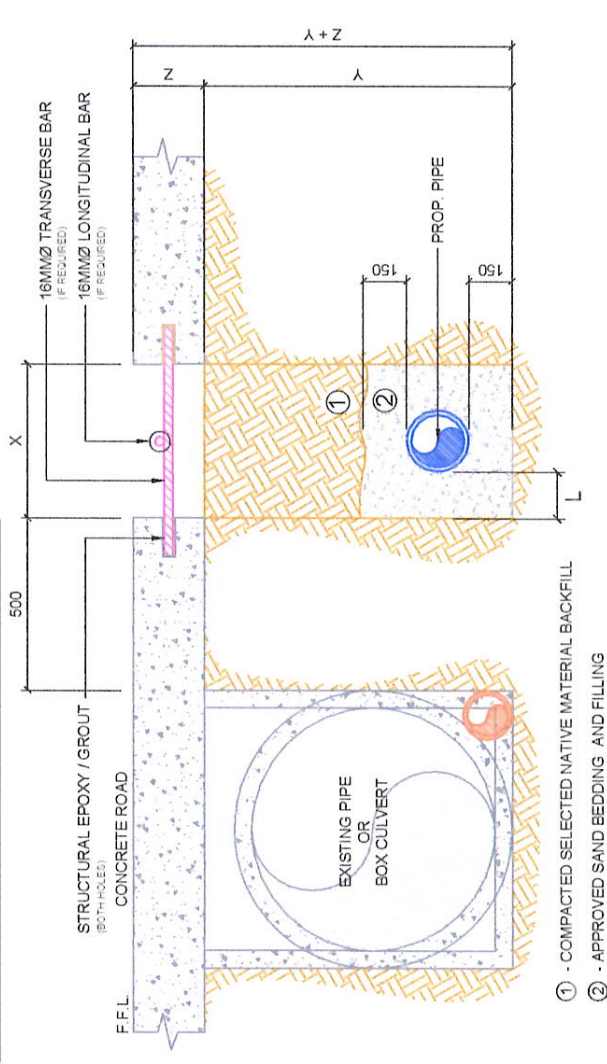 500
X
STRUCTURAL EPOXY / GROUT
(BOTH HOLES)
16MMØ TRANSVERSE BAR
(IF REQUIRED)
16MMØ LONGITUDINAL BAR
(IF REQUIRED)
F.F.L.
CONCRETE ROAD
Z
Y
Z + Y
EXISTING PIPE
OR
BOX CULVERT
1
2
150
150
PROP. PIPE
L
1 - COMPACTED SELECTED NATIVE MATERIAL BACKFILL
2 - APPROVED SAND BEDDING AND FILLING